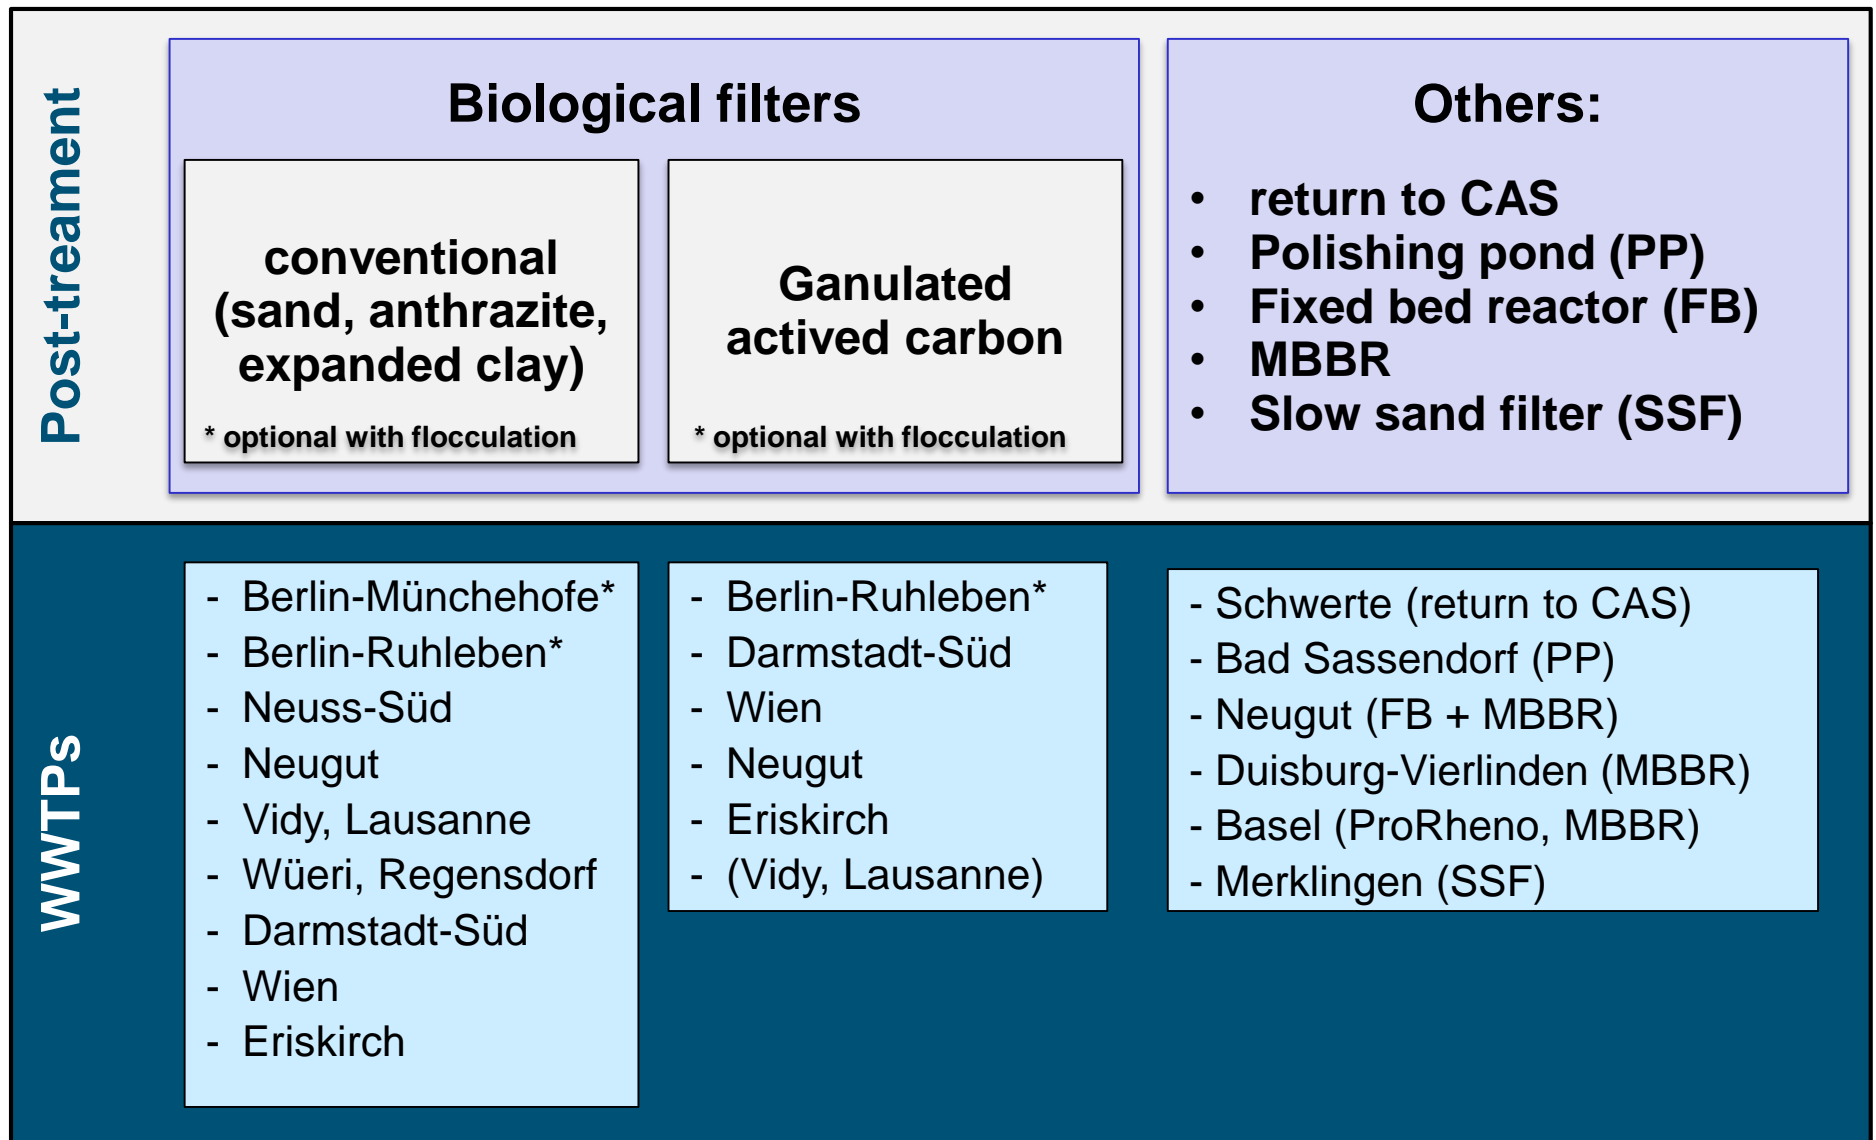 Post-treament
Biological filters
conventional
(sand, anthrazite,
expanded clay)
* optional with flocculation
Ganulated
actived carbon
* optional with flocculation
Others:
• return to CAS
• Polishing pond (PP)
• Fixed bed reactor (FB)
• MBBR
• Slow sand filter (SSF)
WWTPs
- Berlin-Münchehofe*
- Berlin-Ruhleben*
- Neuss-Süd
- Neugut
- Vidy, Lausanne
- Wüeri, Regensdorf
- Darmstadt-Süd
- Wien
- Eriskirch
- Berlin-Ruhleben*
- Darmstadt-Süd
- Wien
- Neugut
- Eriskirch
- (Vidy, Lausanne)
- Schwerte (return to CAS)
- Bad Sassendorf (PP)
- Neugut (FB + MBBR)
- Duisburg-Vierlinden (MBBR)
- Basel (ProRheno, MBBR)
- Merklingen (SSF)